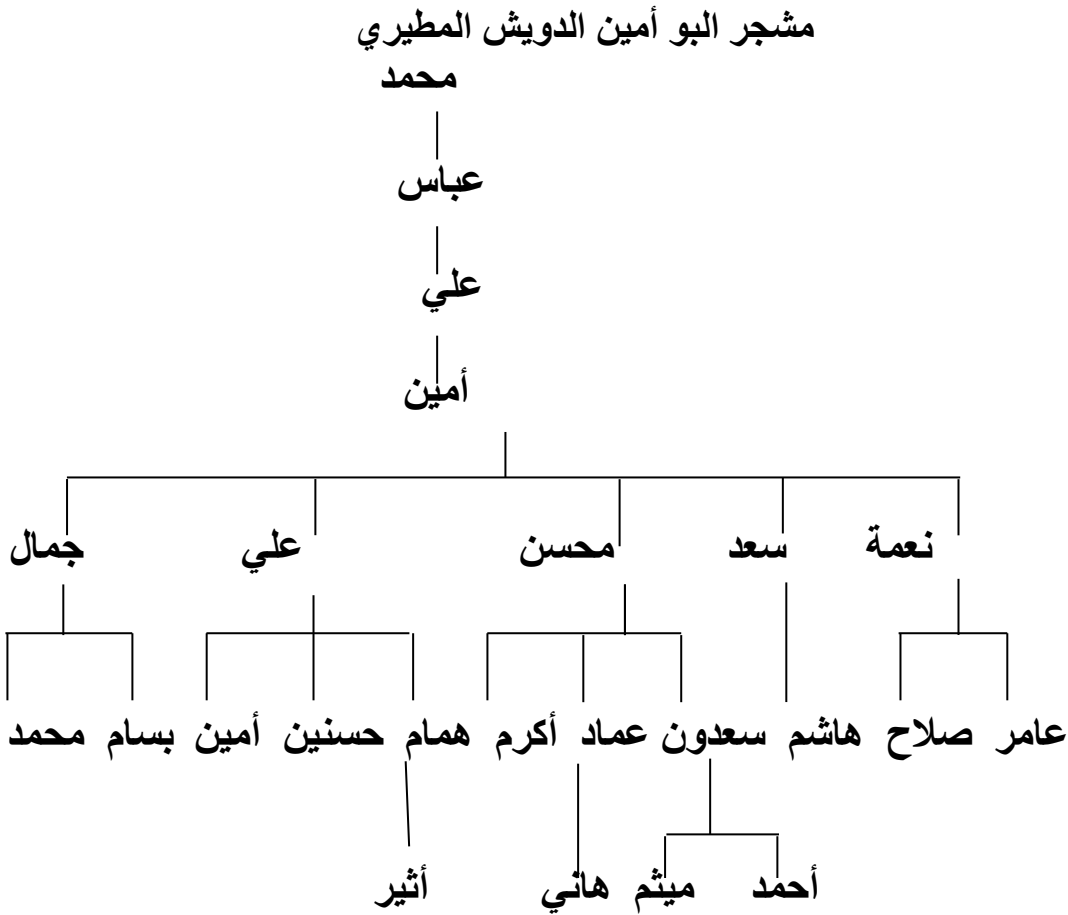 مشجر البو أمين الدويش المطيري
محمد
عباس
علي
أمين
نعمة سعد محسن علي جمال
عامر صلاح هاشم سعدون عماد أكرم همام حسنين أمين بسام محمد
أحمد ميثم هاني أثير